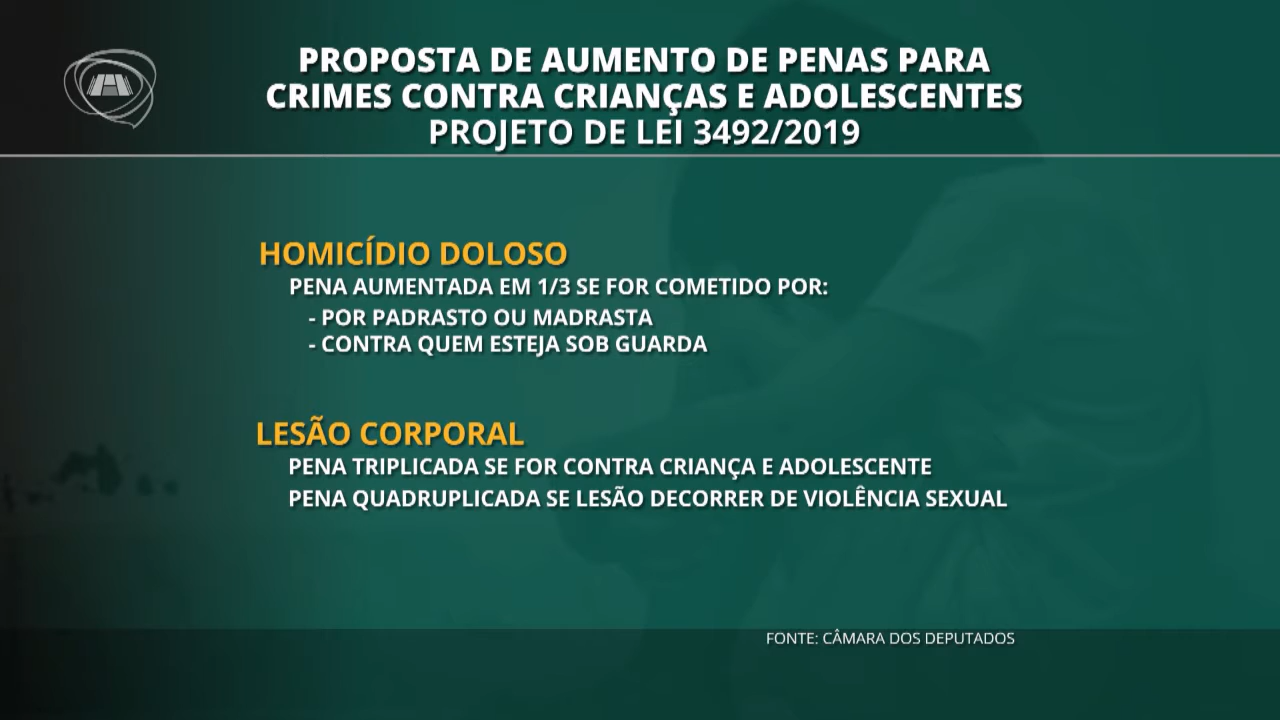 PROPOSTA DE AUMENTO DE PENAS PARA
CRIMES CONTRA CRIANÇAS E ADOLESCENTES
PROJETO DE LEI 3492/2019
HOMICÍDIO DOLOSO
PENA AUMENTADA EM 1/3 SE FOR COMETIDO POR:
- POR PADRASTO OU MADRASTA
- CONTRA QUEM ESTEJA SOB GUARDA
LESÃO CORPORAL
PENA TRIPLICADA SE FOR CONTRA CRIANÇA E ADOLESCENTE
PENA QUADRUPLICADA SE LESÃO DECORRER DE VIOLÊNCIA SEXUAL
FONTE: CÂMARA DOS DEPUTADOS